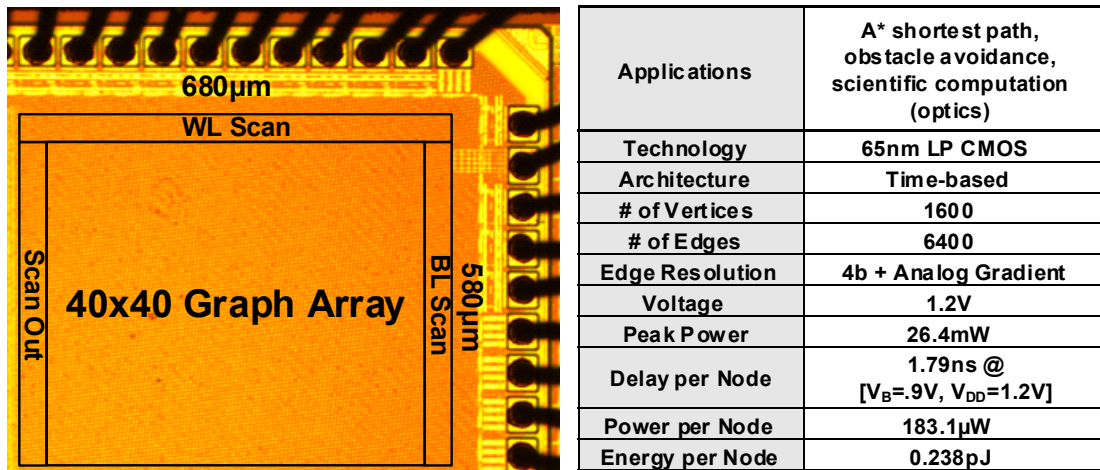 680µm
WL Scan
Scan Out
40x40 Graph Array
BL Scan
580µm
Applications
A* shortest path,
obstacle avoidance,
scientific computation
(optics)
Technology
65nm LP CMOS
Architecture
Time-based
# of Vertices
1600
# of Edges
6400
Edge Resolution
4b + Analog Gradient
Voltage
1.2V
Peak Power
26.4mW
Delay per Node
1.79ns @
[VB=.9V, VDD=1.2V]
Power per Node
183.1µW
Energy per Node
0.238pJ